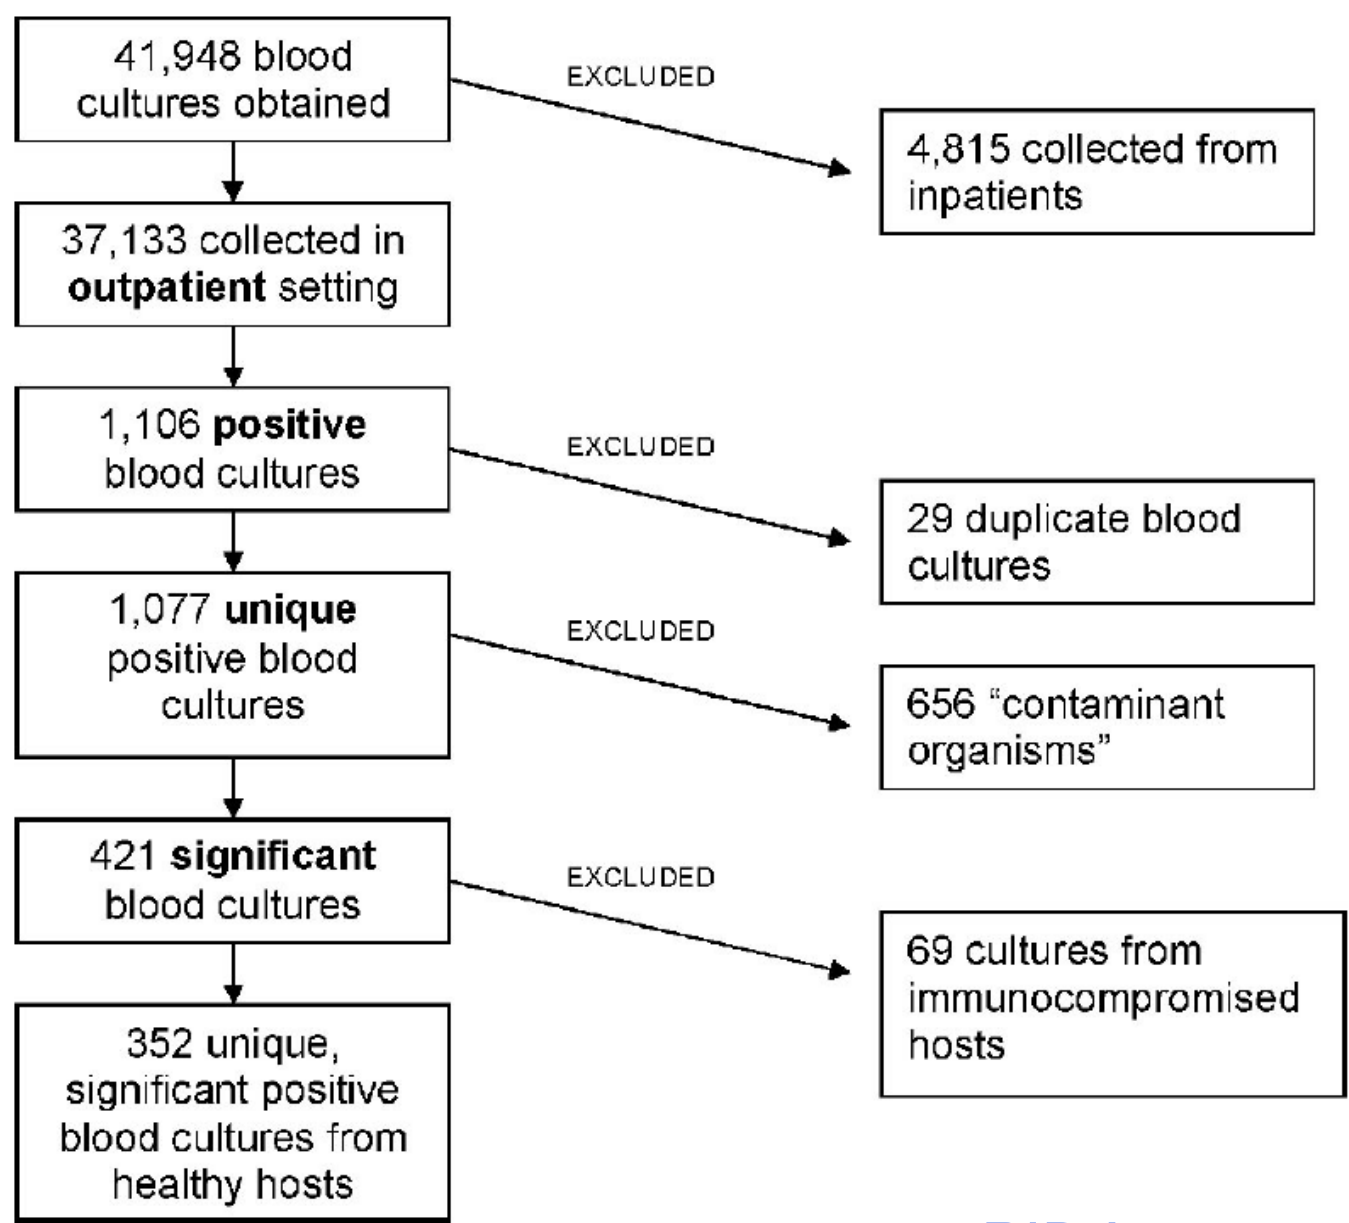 41,948 blood
cultures obtained
EXCLUDED
4,815 collected from
inpatients
37,133 collected in
outpatient setting
1,106 positive
blood cultures
EXCLUDED
29 duplicate blood
cultures
1,077 unique
positive blood
cultures
EXCLUDED
656 “contaminant
organisms”
421 significant
blood cultures
EXCLUDED
69 cultures from
immunocompromised
hosts
352 unique,
significant positive
blood cultures from
healthy hosts